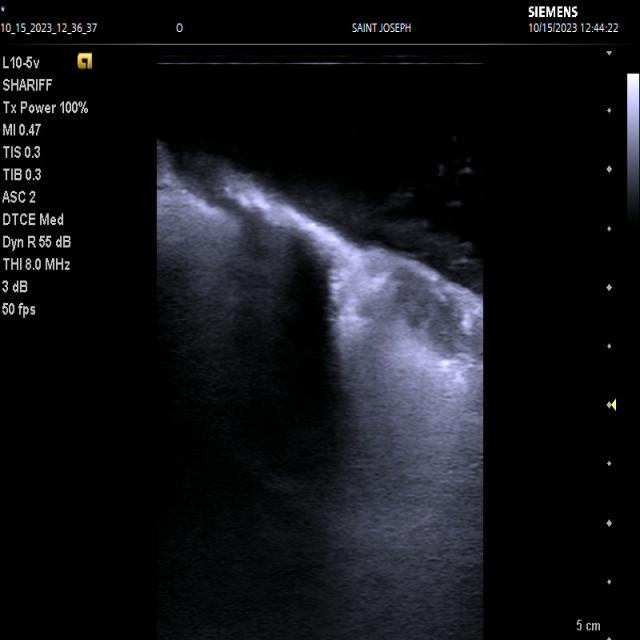 *
SIEMENS
10_15_2023_12_36_37 O SAINT JOSEPH 10/15/2023 12:44:22
L10-5v
SHARIFF
Tx Power 100%
MI 0.47
TIS 0.3
TIB 0.3
ASC 2
DTCE Med
Dyn R 55 dB
THI 8.0 MHz
3 dB
50 fps
5 cm